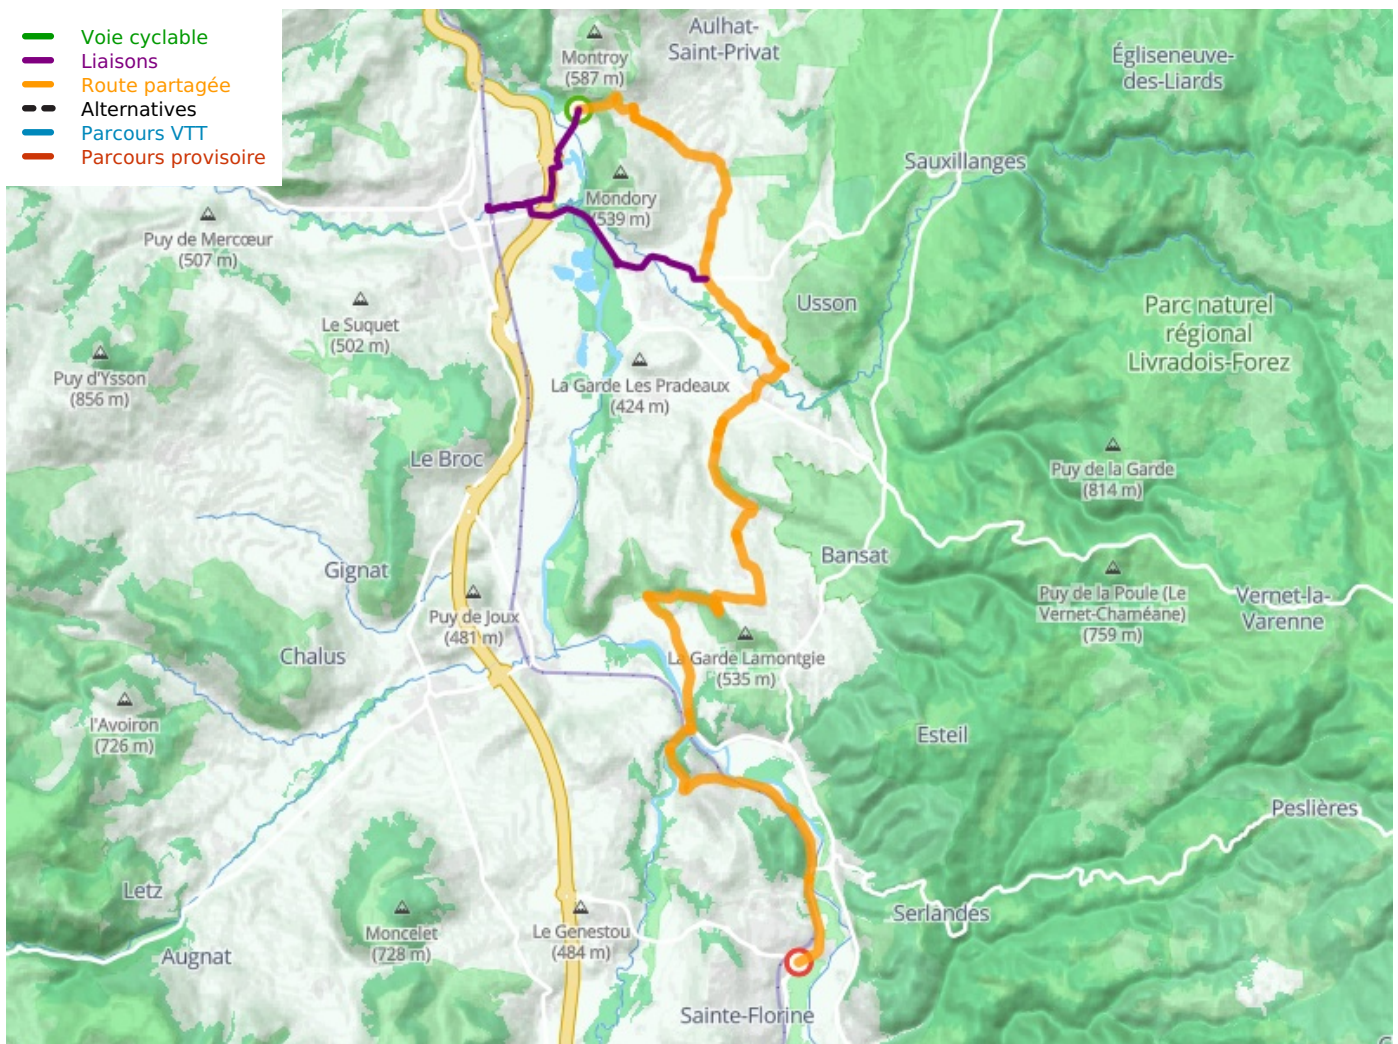 Voie cyclable
Liaisons
Route partagée
Alternatives
Parcours VTT
Parcours provisoire
Aulhat-
Saint-Privat
Montroy
(587 m)
Égliseneuve-
des-Liards
Sauxillanges
Mondory
(539 m)
Puy de Mercœur
(507 m)
Usson
Parc naturel
régional
Livradois-Forez
Le Suquet
(502 m)
Puy d'Ysson
(856 m)
La Garde Les Pradeaux
(424 m)
Le Broc
Puy de la Garde
(814 m)
Bansat
Gignat
Puy de Joux
(481 m)
Puy de la Poule (Le
Vernet-Chaméane)
(759 m)
Vernet-la-
Varenne
Chalus
La Garde Lamontgie
(535 m)
l'Avoiron
(726 m)
Esteil
Peslières
Letz
Serlandes
Moncelet
(728 m)
Le Genestou
(484 m)
Augnat
Sainte-Florine